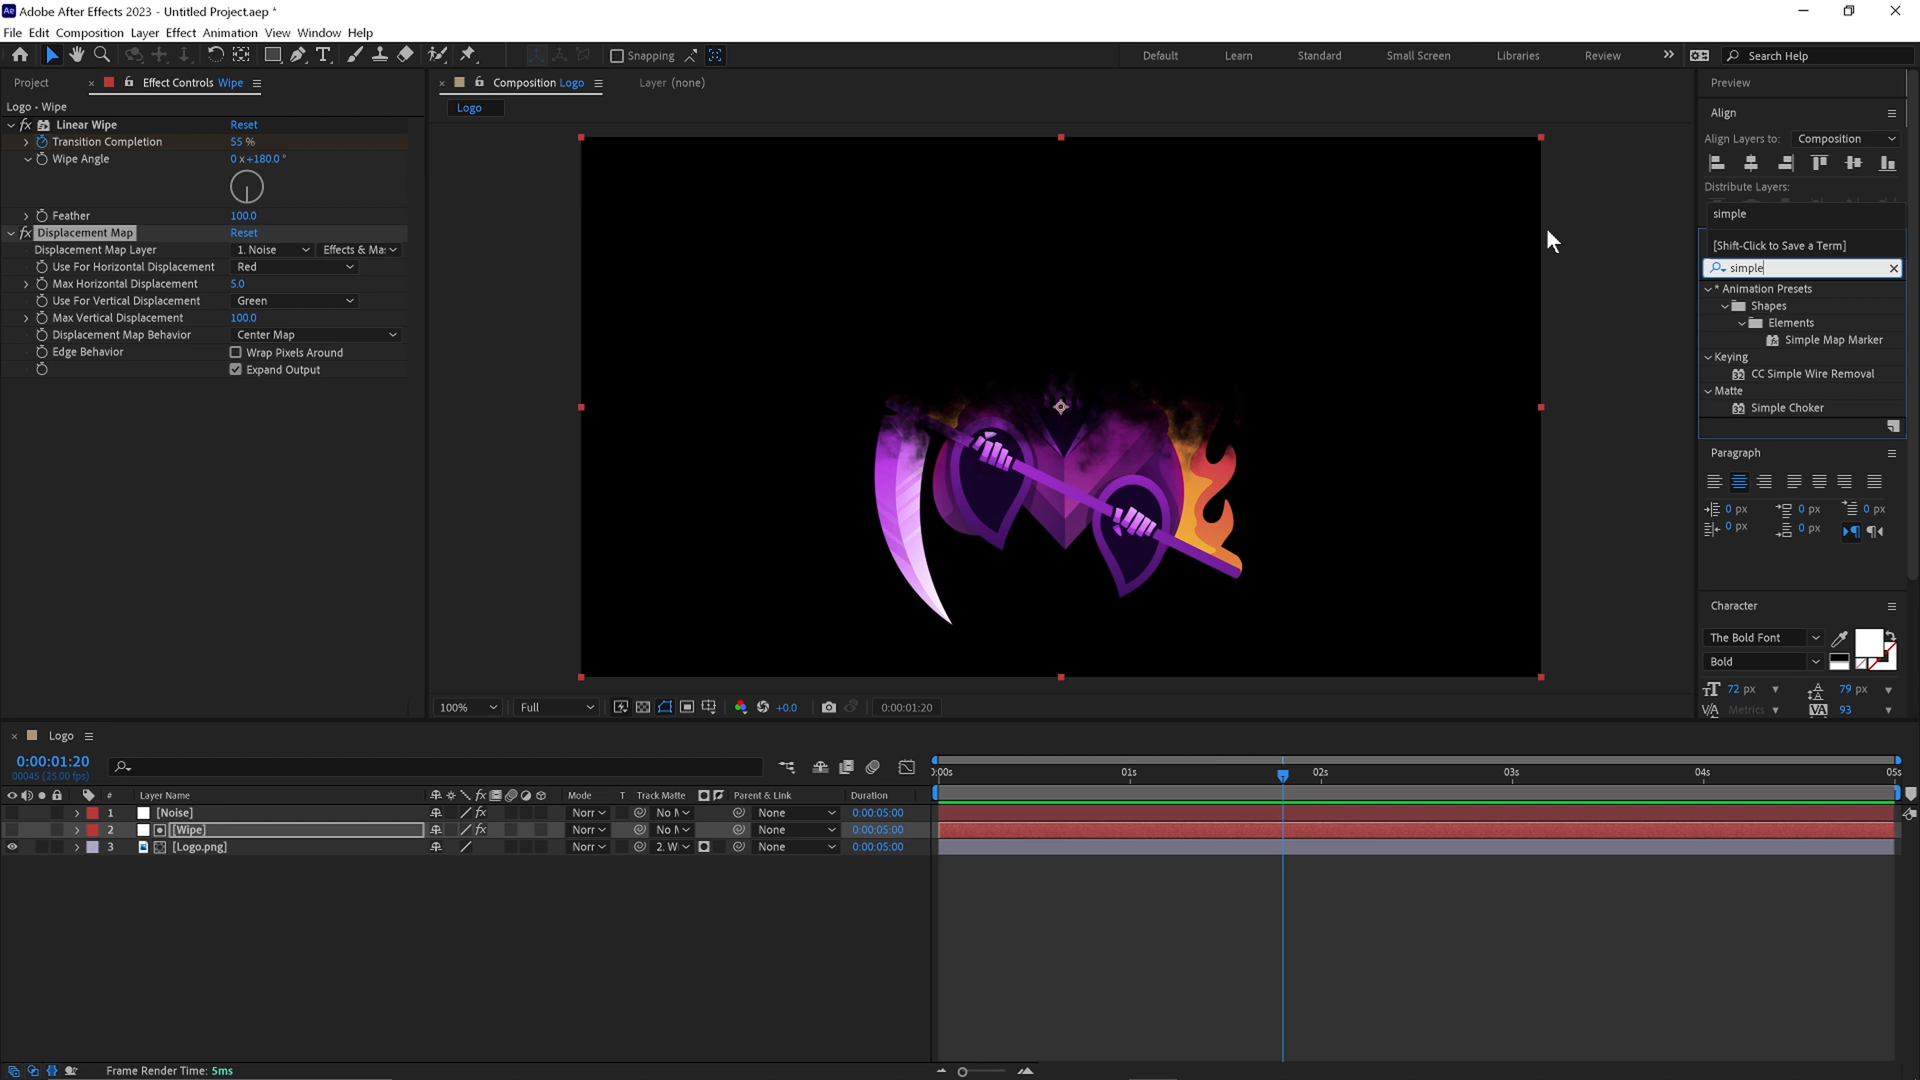 Adobe After Effects 2023 - Untitled Project.aep *
File Edit Composition Layer Effect Animation View Window Help
Snapping
Default Learn Standard Small Screen Libraries Review
Search Help
Project
Effect Controls Wipe
Logo • Wipe
fx Linear Wipe Reset
Transition Completion 55 %
Wipe Angle 0 x+180.0 °
Feather 100.0
fx Displacement Map Reset
Displacement Map Layer 1. Noise Effects & Ma:
Use For Horizontal Displacement Red
Max Horizontal Displacement 5.0
Use For Vertical Displacement Green
Max Vertical Displacement 100.0
Displacement Map Behavior Center Map
Edge Behavior Wrap Pixels Around
Expand Output
Composition Logo
Layer (none)
Logo
100% Full +0.0 0:00:01:20
Preview
Align
Align Layers to: Composition
Distribute Layers:
simple
[Shift-Click to Save a Term]
simple
* Animation Presets
Shapes
Elements
Simple Map Marker
Keying
CC Simple Wire Removal
Matte
Simple Choker
Paragraph
0 px 0 px 0 px
0 px 0 px
Character
The Bold Font
Bold
72 px 79 px
Metrics 93
Logo
0:00:01:20
00045 (25.00 fps)
# Layer Name Mode T Track Matte Parent & Link Duration
1 [Noise] Norr No M None 0:00:05:00
2 [Wipe] Norr No M None 0:00:05:00
3 [Logo.png] Norr 2. W None 0:00:05:00
):00s 01s 02s 03s 04s 05s
Frame Render Time: 5ms